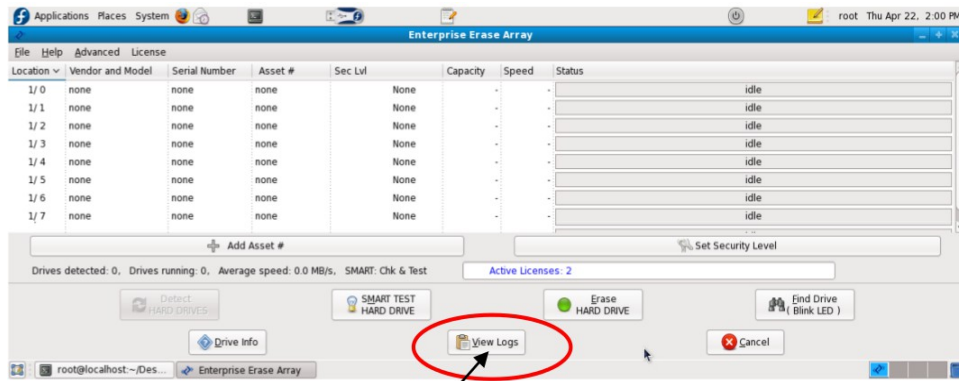 Applications Places System root Thu Apr 22, 2:00 PM
Enterprise Erase Array
File Help Advanced License
Location Vendor and Model Serial Number Asset # Sec Lvl Capacity Speed Status
1/ 0 none none none None - - idle
1/ 1 none none none None - - idle
1/ 2 none none none None - - idle
1/ 3 none none none None - - idle
1/ 4 none none none None - - idle
1/ 5 none none none None - - idle
1/ 6 none none none None - - idle
1/ 7 none none none None - - idle
Add Asset # Set Security Level
Drives detected: 0, Drives running: 0, Average speed: 0.0 MB/s, SMART: Chk & Test Active Licenses: 2
Detect HARD DRIVES SMART TEST HARD DRIVE Erase HARD DRIVE Find Drive ( Blink LED )
Drive Info View Logs Cancel
root@localhost:~/Des... Enterprise Erase Array